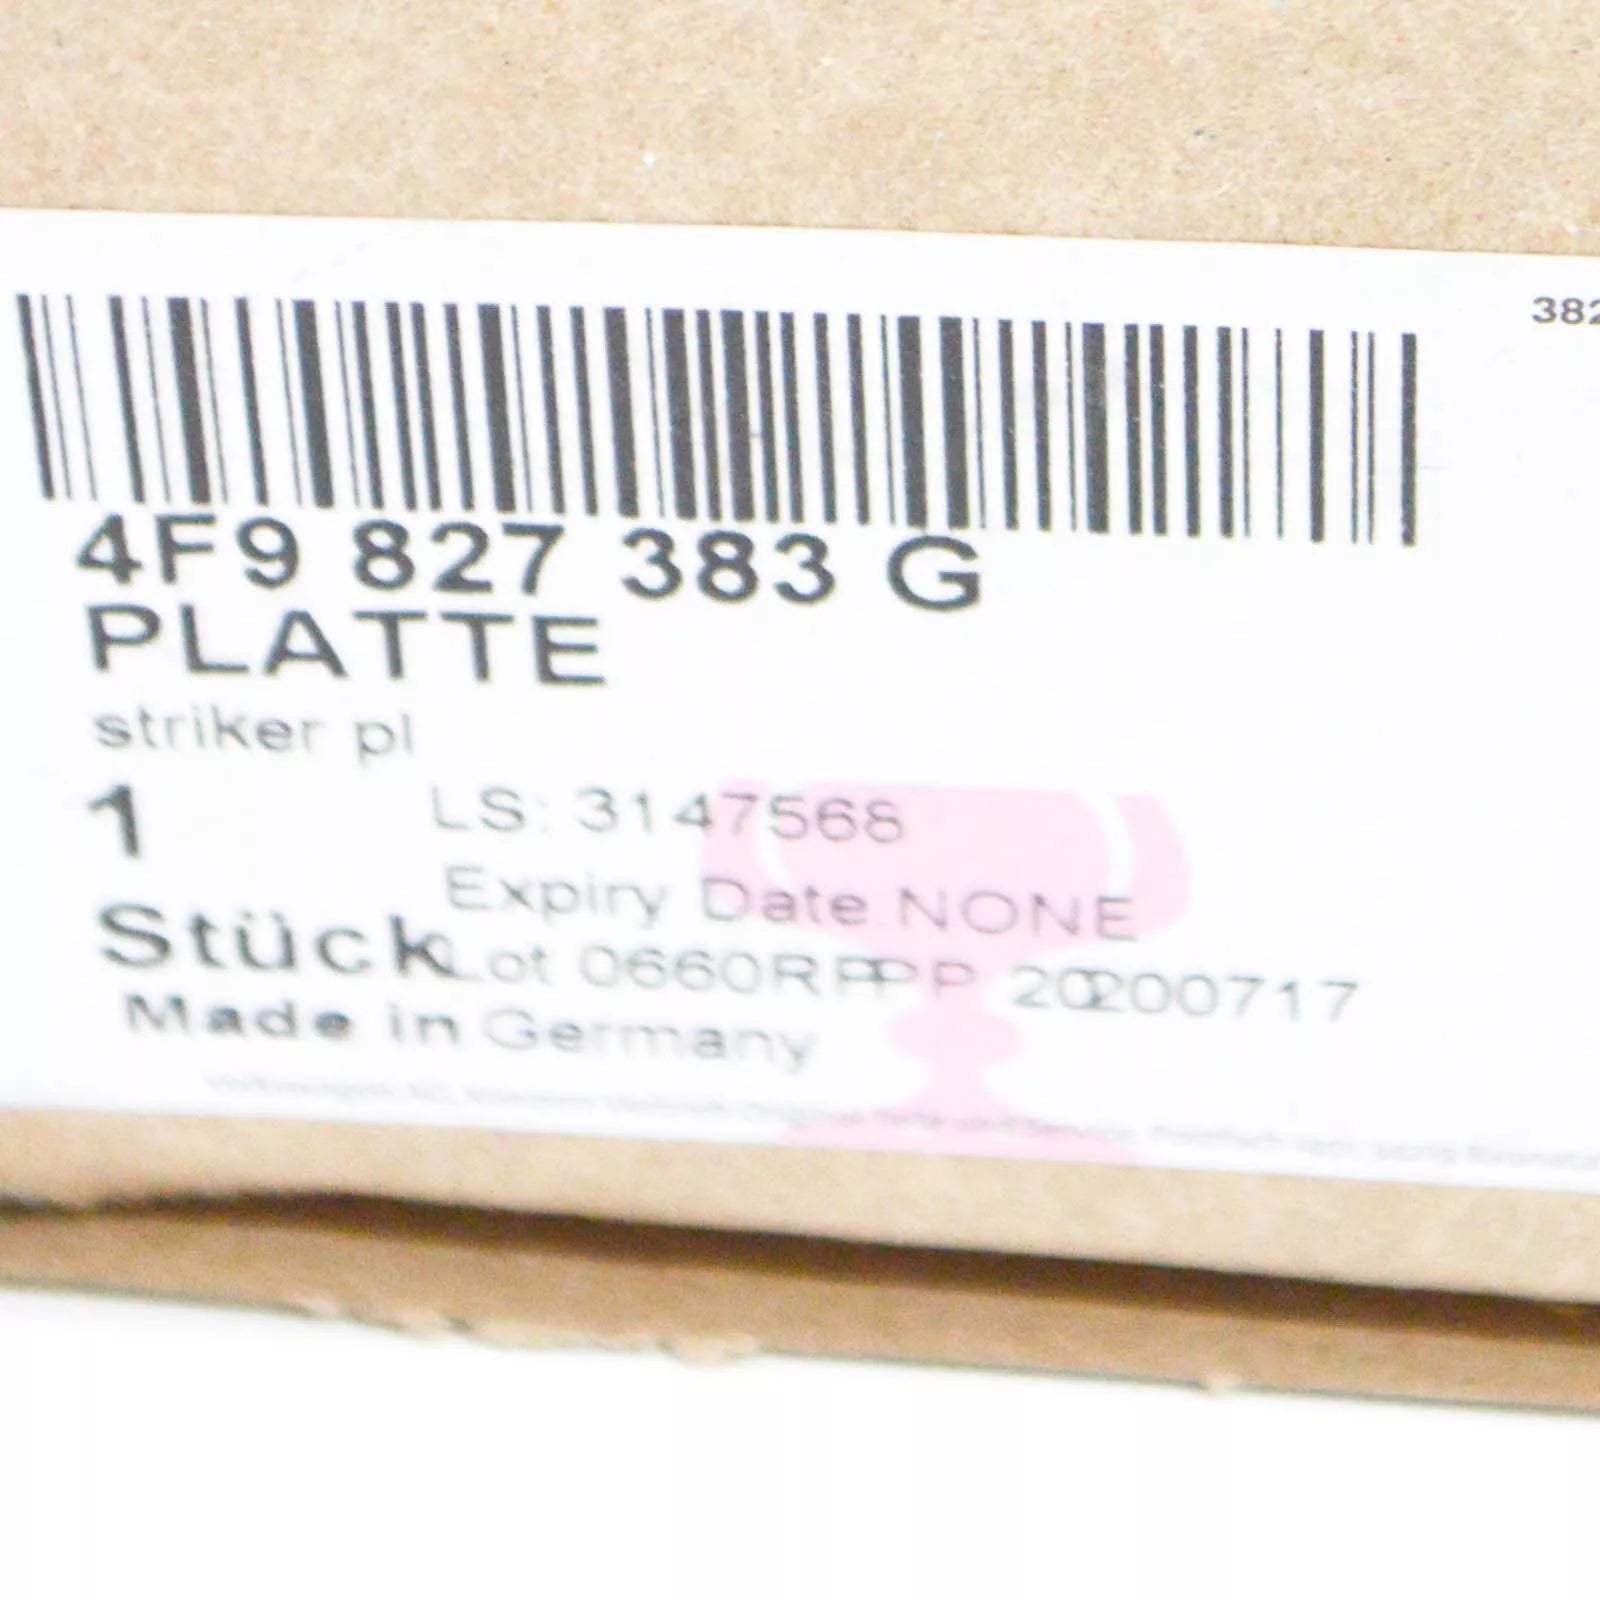 382
4F9 827 383 G
PLATTE
striker pl
1
LS: 3147568
Expiry Date NONE
Stück
Lot 0660RPPP 20200717
Made in Germany